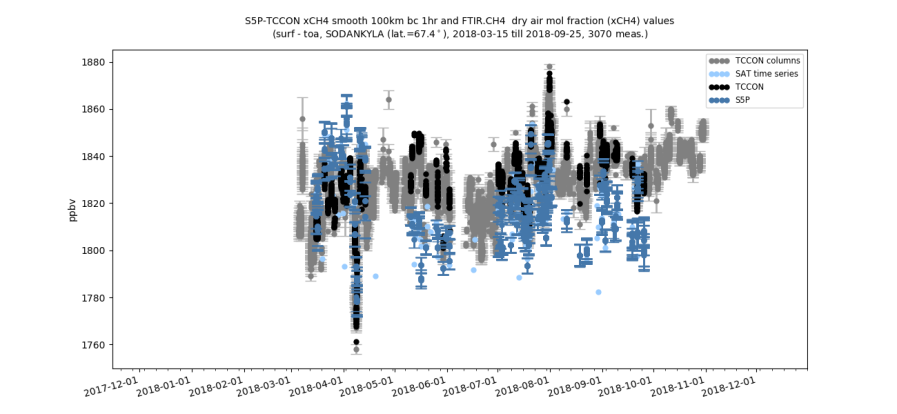 S5P-TCCON xCH4 smooth 100km bc 1hr and FTIR.CH4  dry air mol fraction (xCH4) values
(surf - toa, SODANKYLA (lat.=67.4°), 2018-03-15 till 2018-09-25, 3070 meas.)
1880
1860
1840
1820
1800
1780
1760
ppbv
TCCON columns
SAT time series
TCCON
S5P
2017-12-01
2018-01-01
2018-02-01
2018-03-01
2018-04-01
2018-05-01
2018-06-01
2018-07-01
2018-08-01
2018-09-01
2018-10-01
2018-11-01
2018-12-01